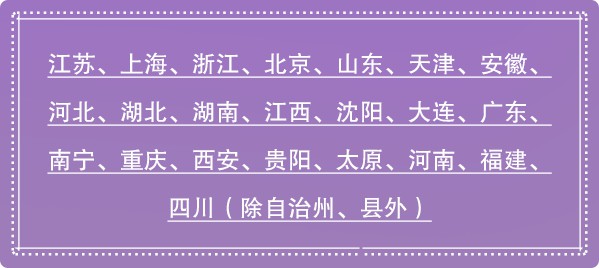 江苏、上海、浙江、北京、山东、天津、安徽、
河北、湖北、湖南、江西、沈阳、大连、广东、
南宁、重庆、西安、贵阳、太原、河南、福建、
四川（除自治州、县外）